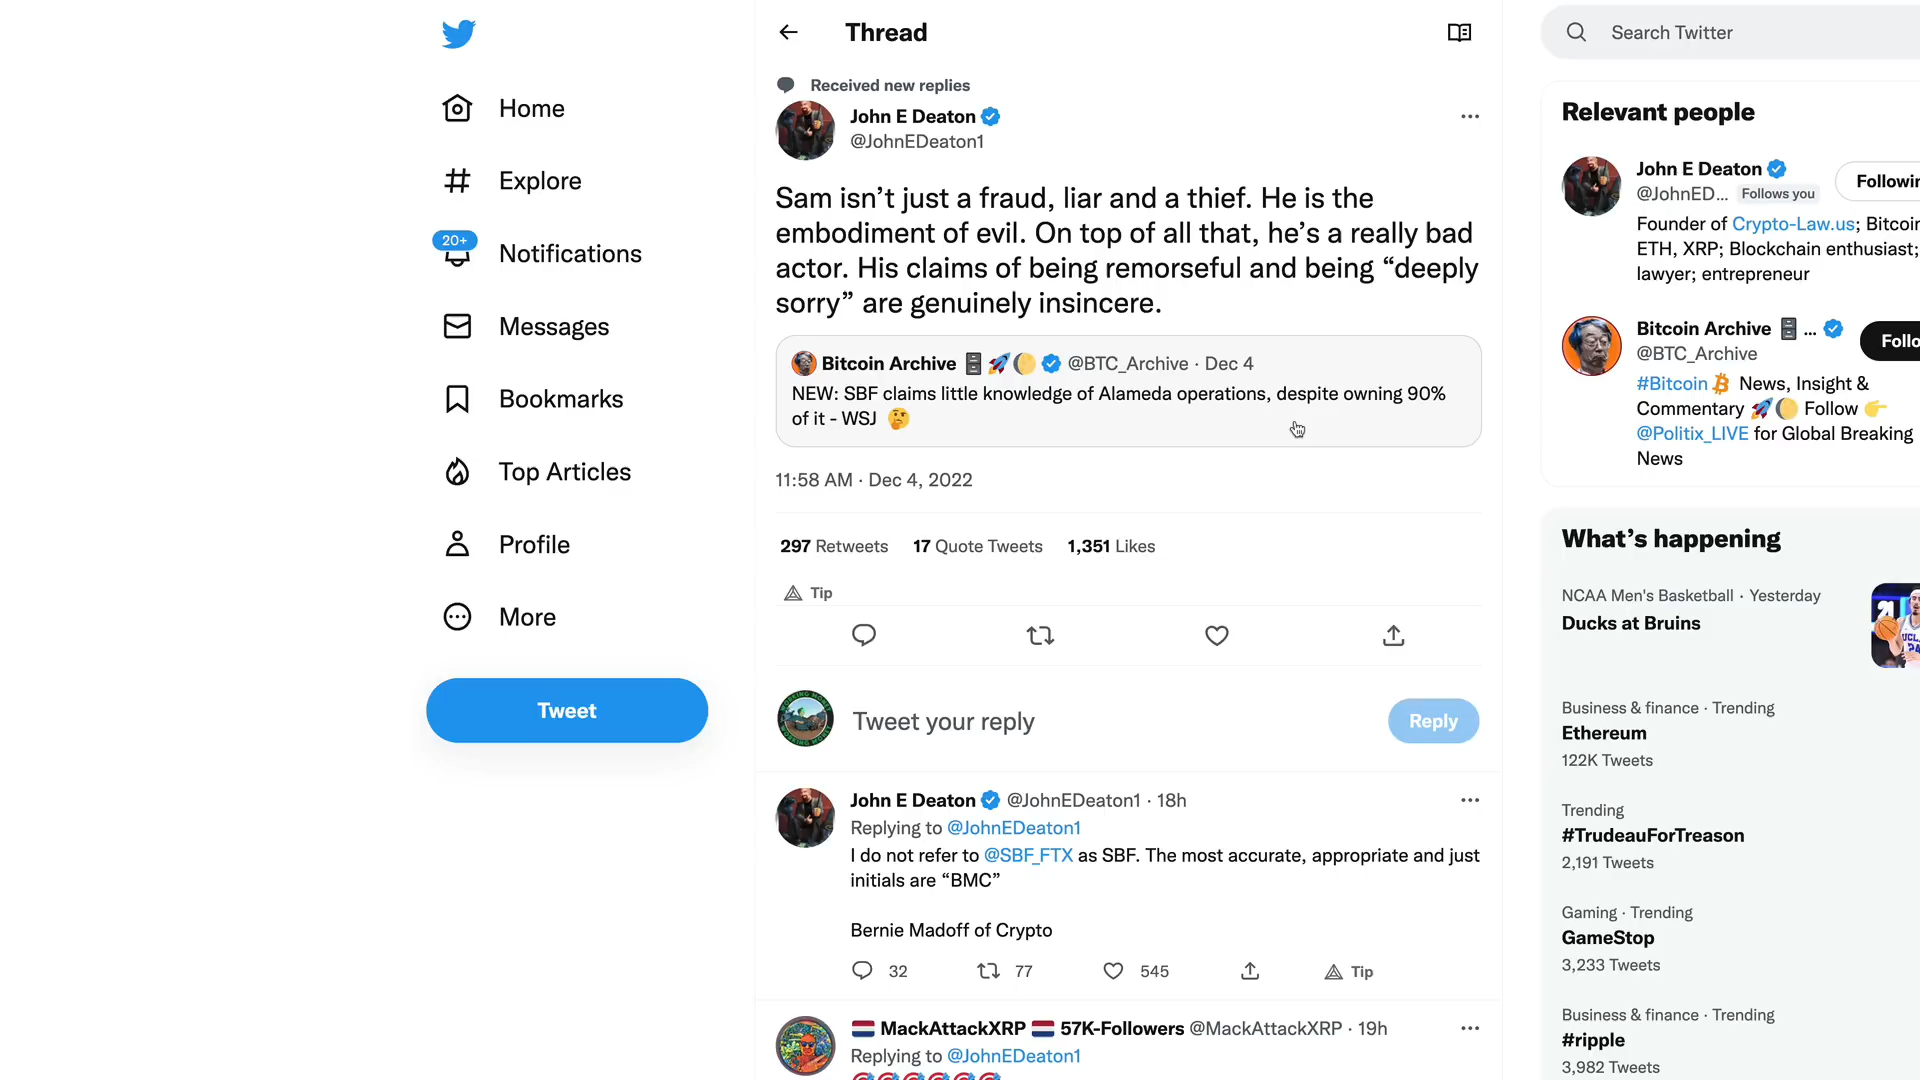 Home
Explore
20+
Notifications
Messages
Bookmarks
Top Articles
Profile
More
Tweet
Thread
Received new replies
John E Deaton
@JohnEDeaton1
Sam isn’t just a fraud, liar and a thief. He is the
embodiment of evil. On top of all that, he’s a really bad
actor. His claims of being remorseful and being “deeply
sorry” are genuinely insincere.
Bitcoin Archive 🗄🚀🌔 @BTC_Archive · Dec 4
NEW: SBF claims little knowledge of Alameda operations, despite owning 90%
of it - WSJ 🤔
11:58 AM · Dec 4, 2022
297 Retweets 17 Quote Tweets 1,351 Likes
Tip
Tweet your reply
Reply
John E Deaton @JohnEDeaton1 · 18h
Replying to @JohnEDeaton1
I do not refer to @SBF_FTX as SBF. The most accurate, appropriate and just
initials are “BMC”
Bernie Madoff of Crypto
32 77 545 Tip
🇳🇱 MackAttackXRP 🇳🇱 57K-Followers @MackAttackXRP · 19h
Replying to @JohnEDeaton1
Search Twitter
Relevant people
John E Deaton
@JohnED... Follows you
Followin
Founder of Crypto-Law.us; Bitcoin
ETH, XRP; Blockchain enthusiast;
lawyer; entrepreneur
Bitcoin Archive 🗄 ...
@BTC_Archive
Follo
#Bitcoin News, Insight &
Commentary 🚀🌔 Follow 👉
@Politix_LIVE for Global Breaking
News
What’s happening
NCAA Men's Basketball · Yesterday
Ducks at Bruins
Business & finance · Trending
Ethereum
122K Tweets
Trending
#TrudeauForTreason
2,191 Tweets
Gaming · Trending
GameStop
3,233 Tweets
Business & finance · Trending
#ripple
3,982 Tweets